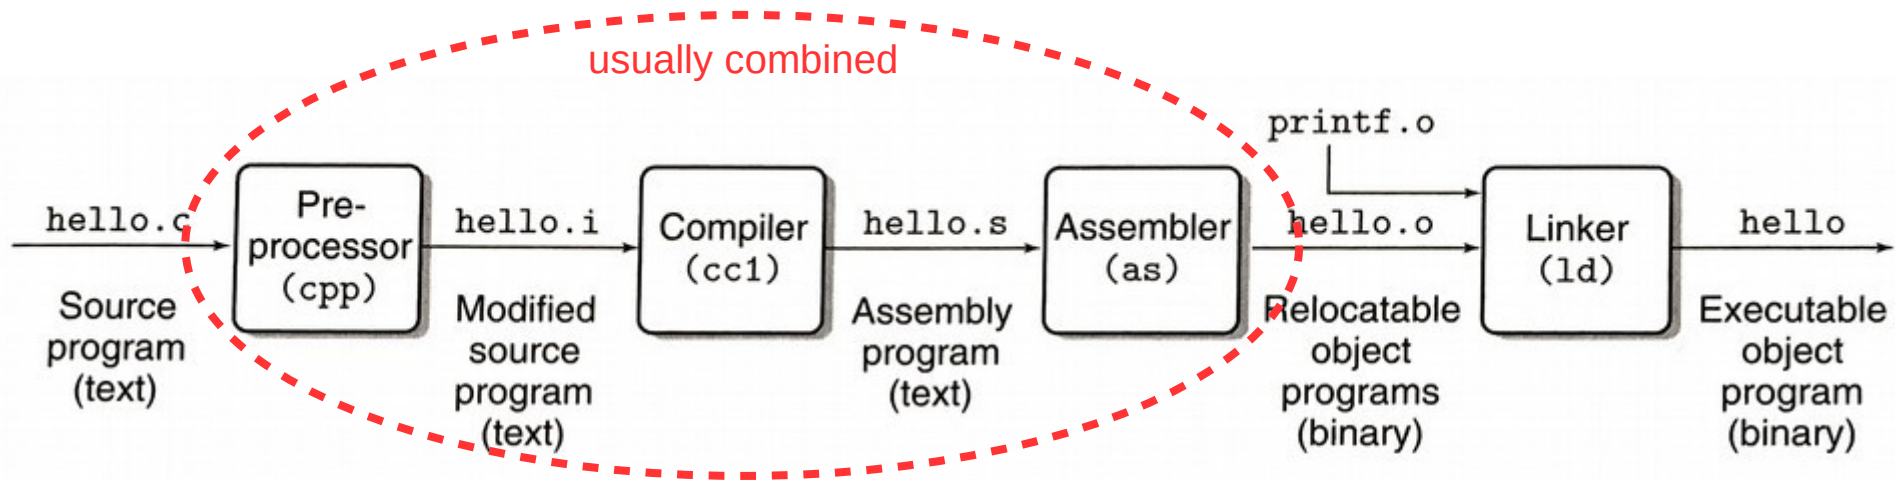 usually combined
printf.o
hello.c
Pre-
processor
(cpp)
hello.i
Compiler
(cc1)
hello.s
Assembler
(as)
hello.o
Linker
(ld)
hello
Source
program
(text)
Modified
source
program
(text)
Assembly
program
(text)
Relocatable
object
programs
(binary)
Executable
object
program
(binary)